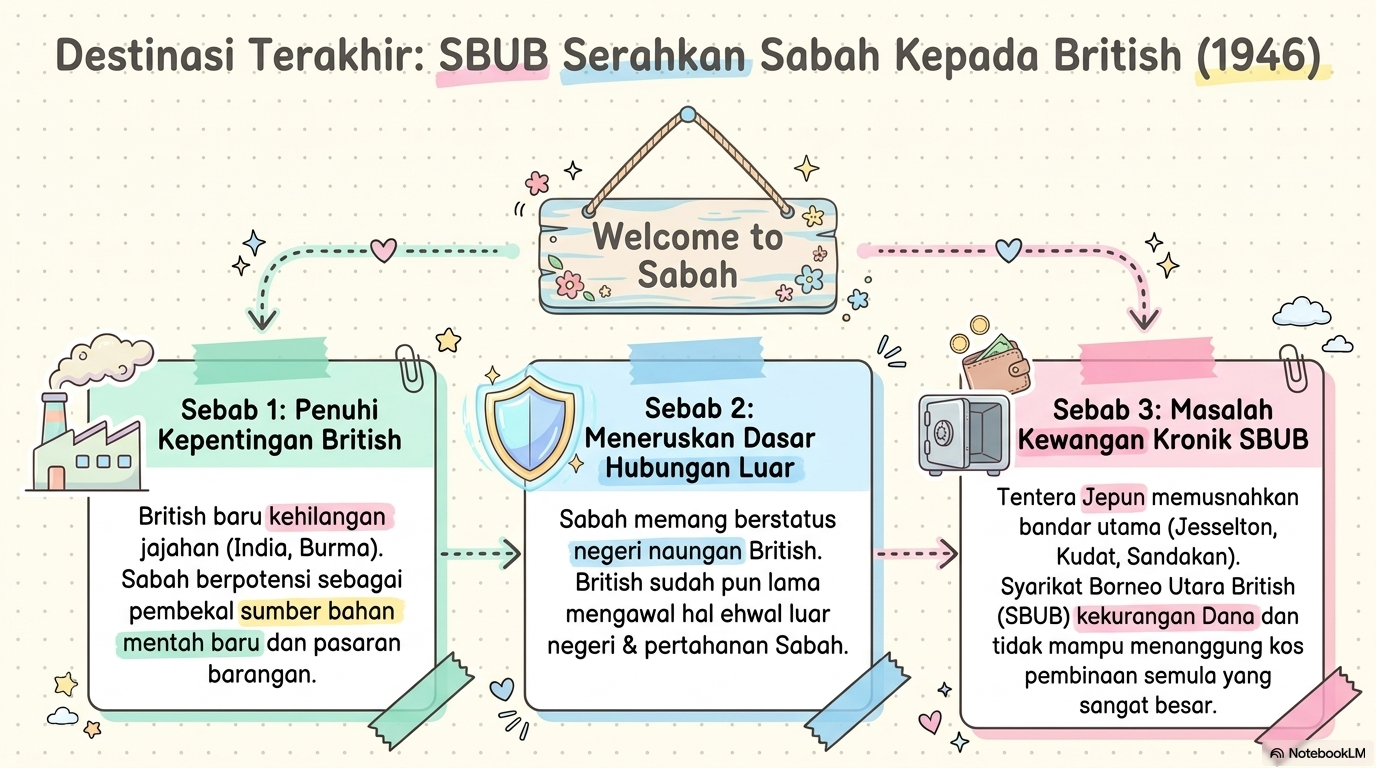 Destinasi Terakhir: SBUB Serahkan Sabah Kepada British (1946)
Welcome to
Sabah
Sebab 1: Penuhi
Kepentingan British
British baru kehilangan
jajahan (India, Burma).
Sabah berpotensi sebagai
pembekal sumber bahan
mentah baru dan pasaran
barangan.
Sebab 2:
Meneruskan Dasar
Hubungan Luar
Sabah memang berstatus
negeri naungan British.
British sudah pun lama
mengawal hal ehwal luar
negeri & pertahanan Sabah.
Sebab 3: Masalah
Kewangan Kronik SBUB
Tentera Jepun memusnahkan
bandar utama (Jesselton,
Kudat, Sandakan).
Syarikat Borneo Utara British
(SBUB) kekurangan Dana dan
tidak mampu menanggung kos
pembinaan semula yang
sangat besar.
NotebookLM